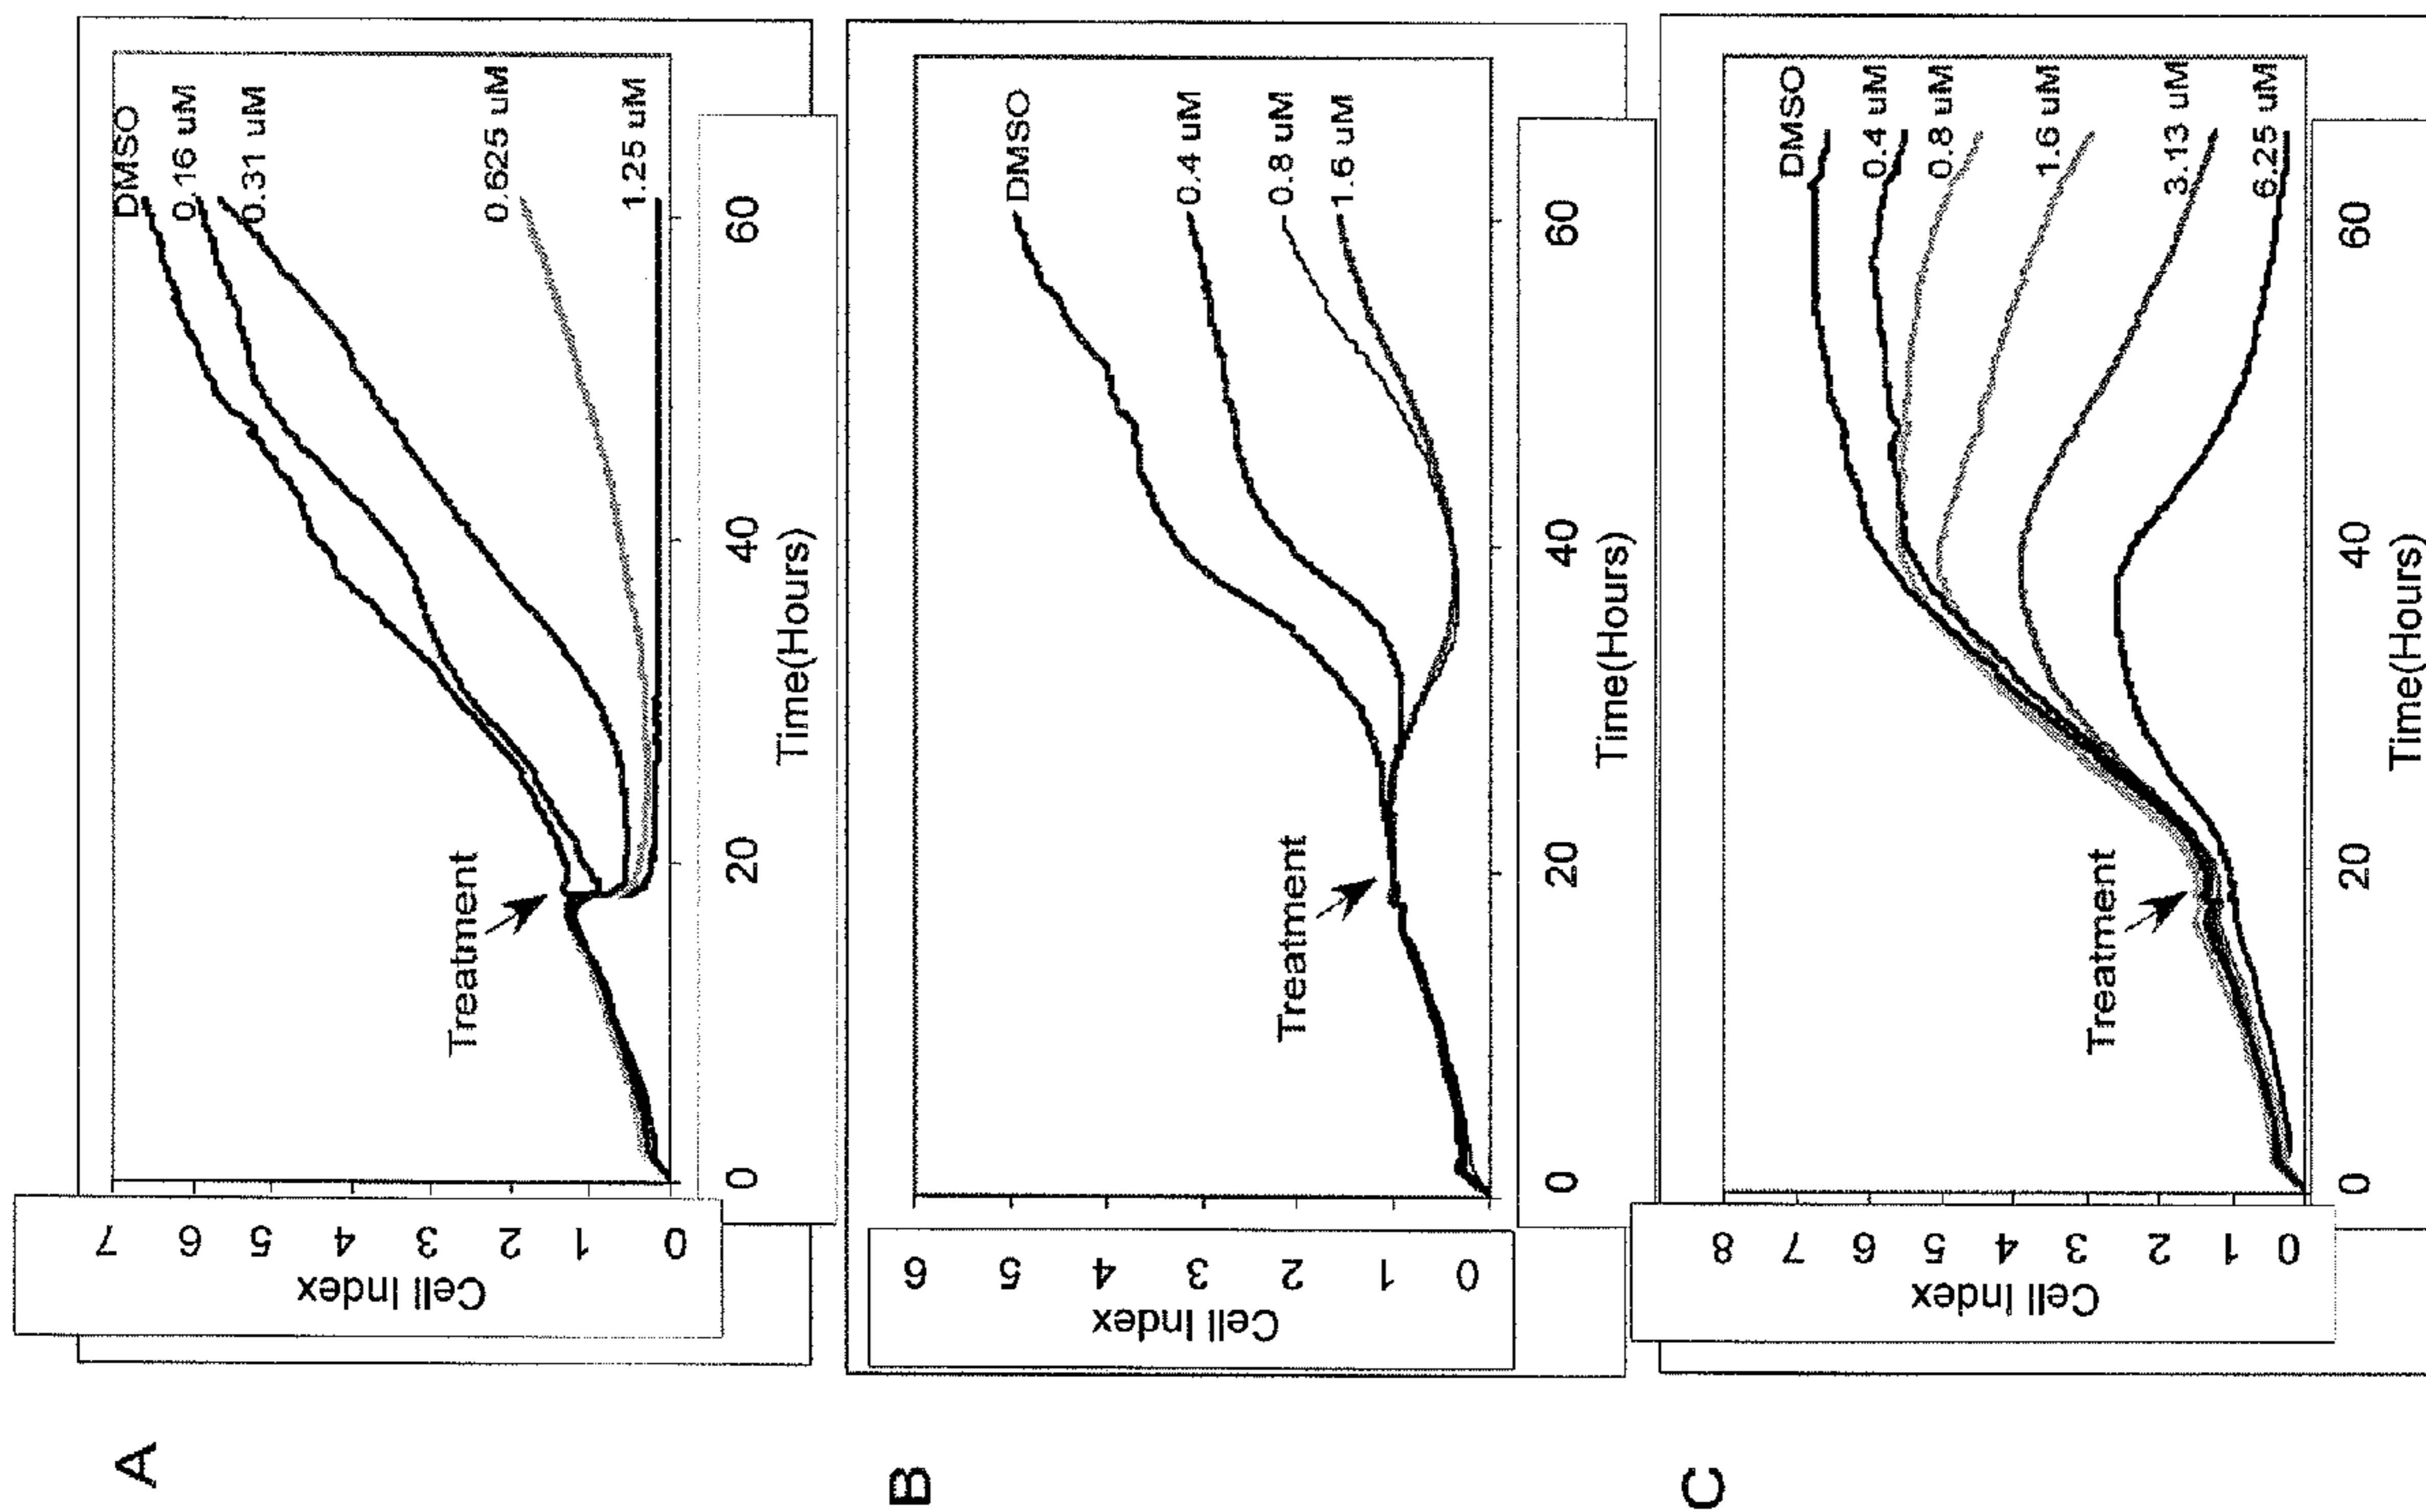 A
Cell Index
7
6
5
4
3
2
1
0
DMSO
0.16 uM
0.31 uM
0.625 uM
1.25 uM
Treatment
0 20 40 60
Time(Hours)
B
Cell Index
6
5
4
3
2
1
0
DMSO
0.4 uM
0.8 uM
1.6 uM
Treatment
0 20 40 60
Time(Hours)
C
Cell Index
8
7
6
5
4
3
2
1
0
DMSO
0.4 uM
0.8 uM
1.6 uM
3.13 uM
6.25 uM
Treatment
0 20 40 60
Time(Hours)